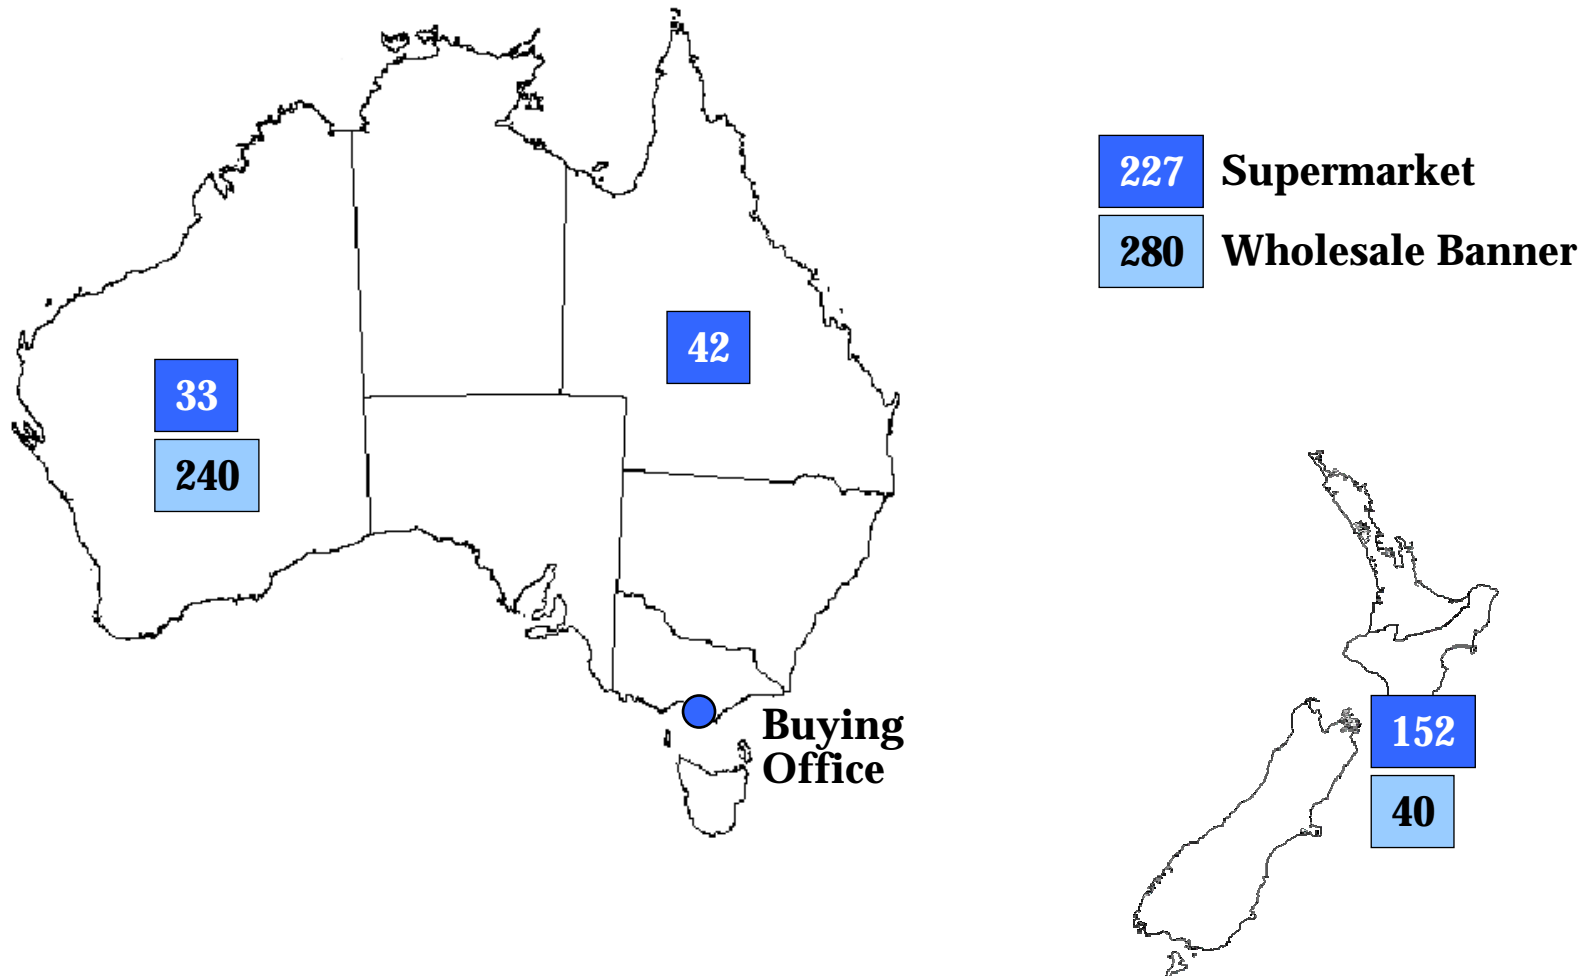 227 Supermarket
280 Wholesale Banner
42
33
240
Buying
Office
152
40